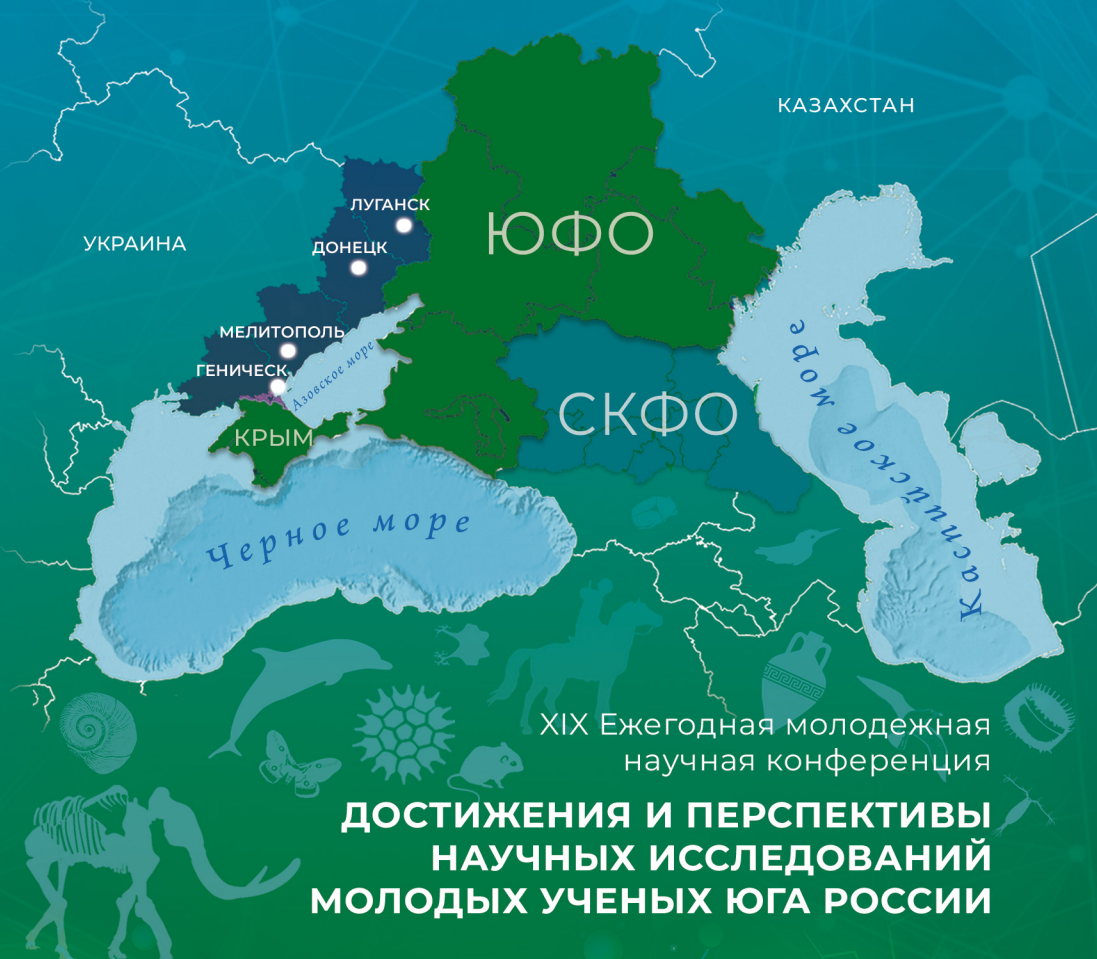 КАЗАХСТАН
ЛУГАНСК
ЮФО
УКРАИНА
ДОНЕЦК
МЕЛИТОПОЛЬ
ГЕНИЧЕСК
Азовское море
Каспийское море
СКФО
КРЫМ
Черное море
XIX Ежегодная молодежная
научная конференция
ДОСТИЖЕНИЯ И ПЕРСПЕКТИВЫ
НАУЧНЫХ ИССЛЕДОВАНИЙ
МОЛОДЫХ УЧЕНЫХ ЮГА РОССИИ